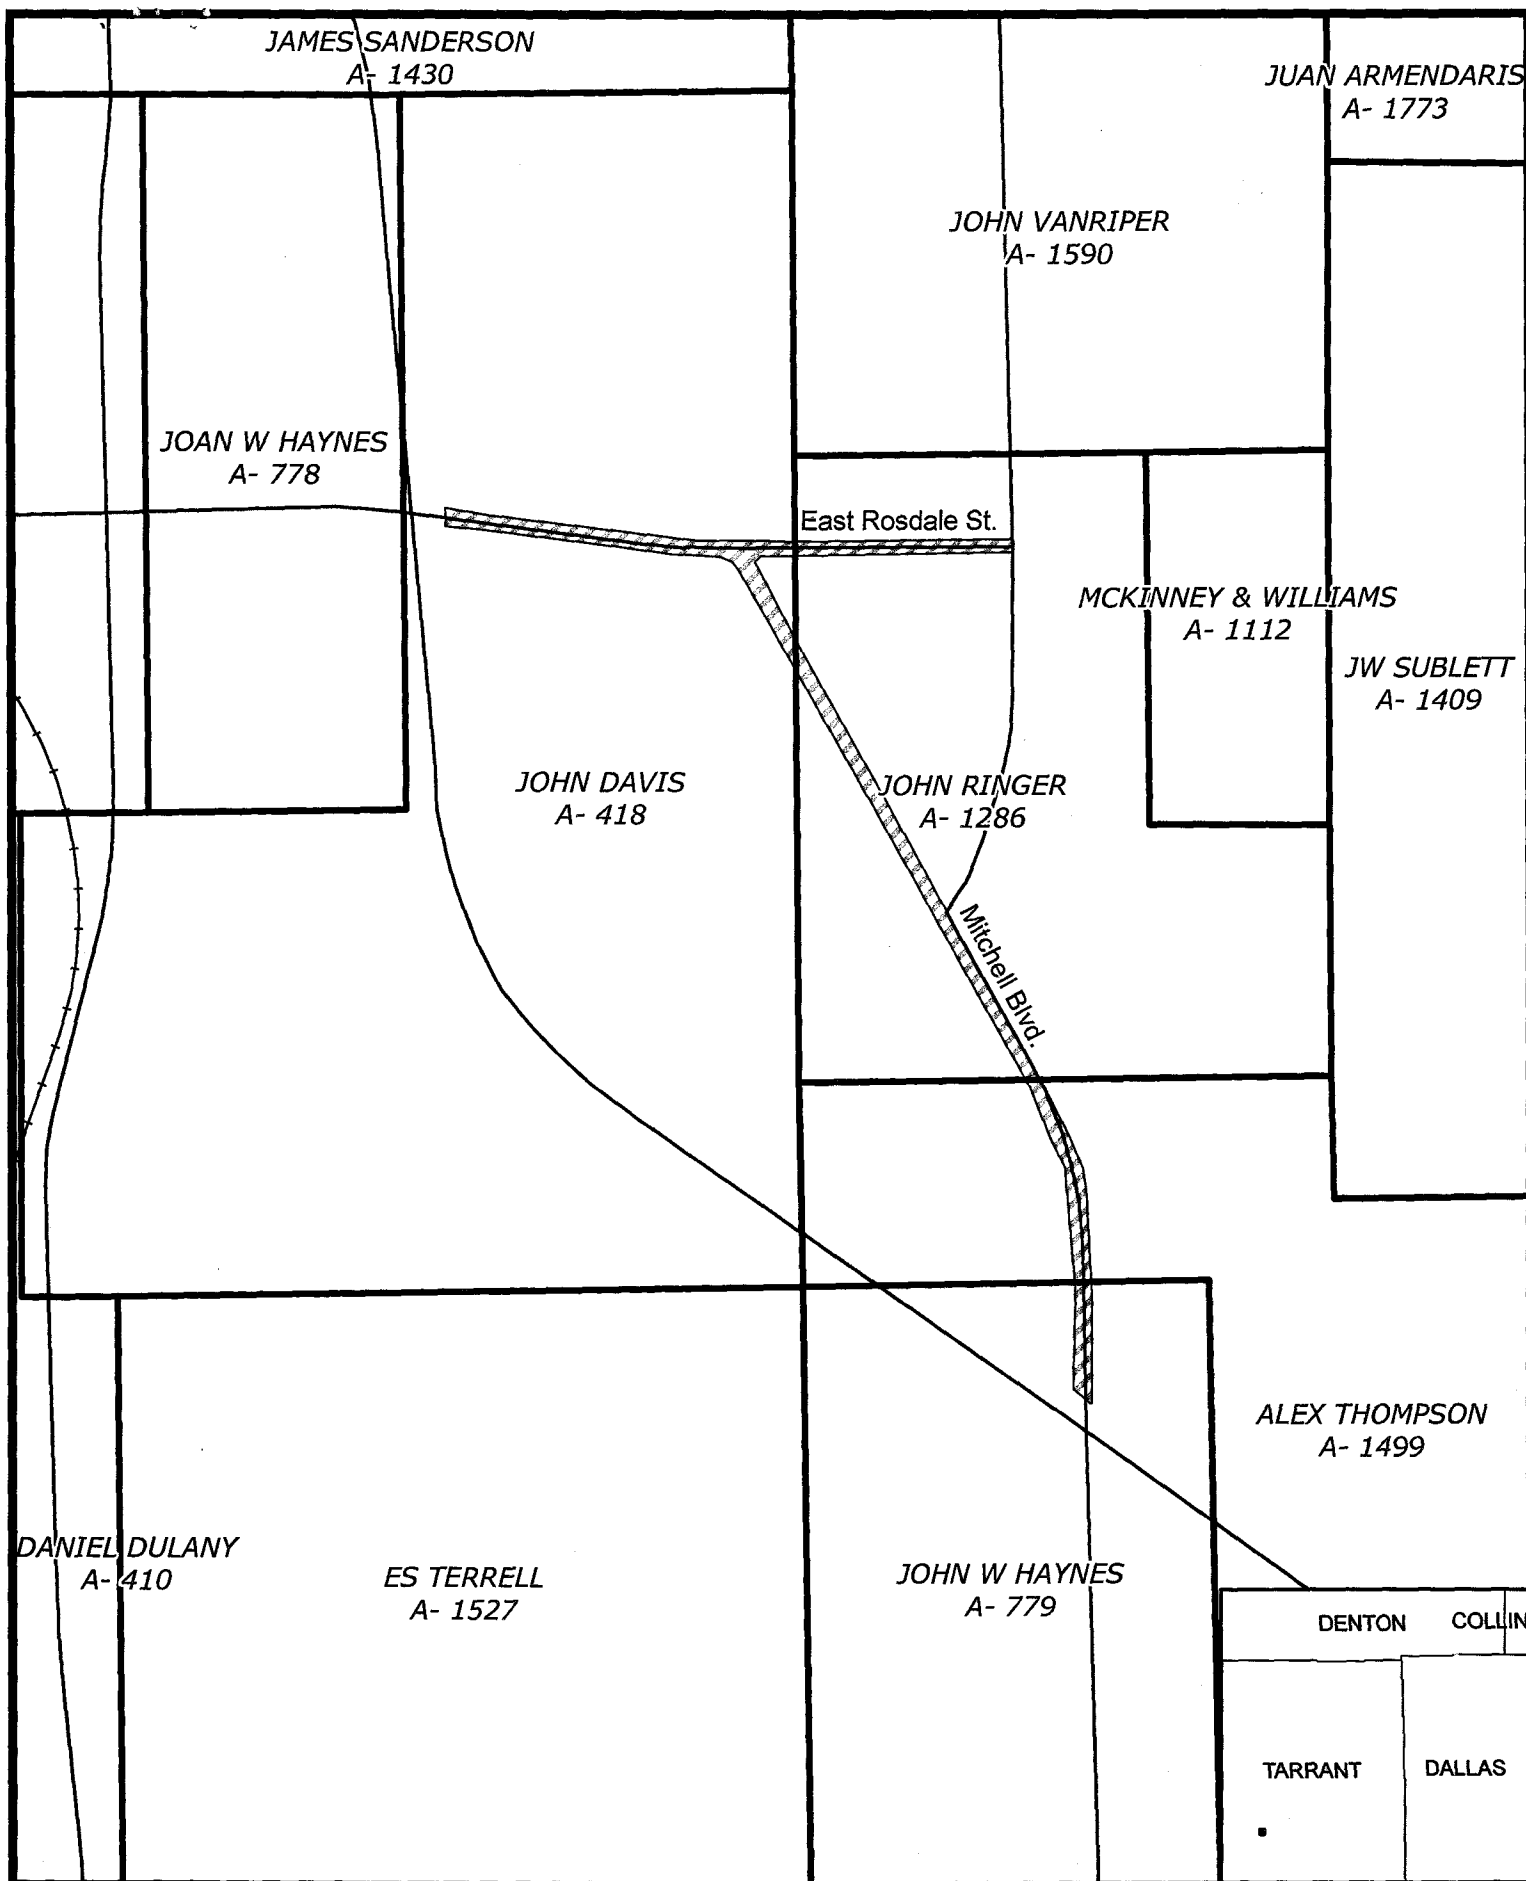 JAMES SANDERSON
A- 1430
JUAN ARMENDARIS
A- 1773
JOHN VANRIPER
A- 1590
JOAN W HAYNES
A- 778
East Rosdale St.
MCKINNEY & WILLIAMS
A- 1112
JW SUBLETT
A- 1409
JOHN DAVIS
A- 418
JOHN RINGER
A- 1286
Mitchell Blvd.
ALEX THOMPSON
A- 1499
DANIEL DULANY
A- 410
ES TERRELL
A- 1527
JOHN W HAYNES
A- 779
DENTON COLLIN
TARRANT DALLAS